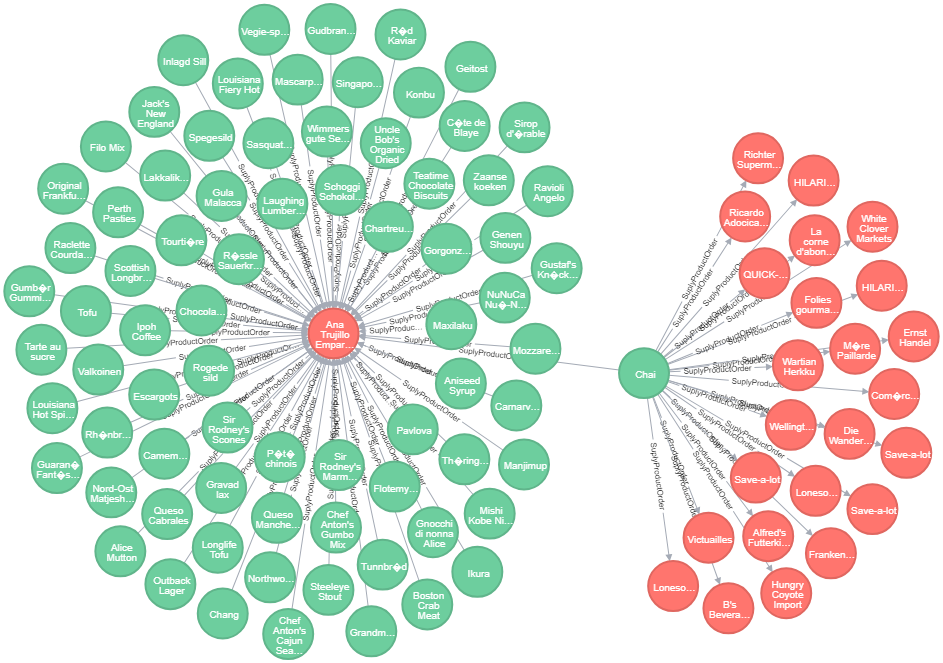 Vegie-sp...
Gudbran...
R�d
Kaviar
Inlagd Sill
Louisiana
Fiery Hot
Mascarp...
Singapo...
Geitost
Konbu
Jack's
New
England
Spegesild
Sasquat...
Wimmers
gute Se...
Uncle
Bob's
Organic
Dried
C�te de
Blaye
Sirop
d'�rable
Filo Mix
Lakkalik...
Gula
Malacca
Laughing
Lumber...
Schoggi
Schokol...
Teatime
Chocolate
Biscuits
Zaanse
koeken
Ravioli
Angelo
Original
Frankfu...
Perth
Pasties
Tourti�re
R�ssle
Sauerkr...
Chartreu...
Gorgonz...
Genen
Shouyu
Raclette
Courda...
Scottish
Longbr...
Gustaf's
Kn�ck...
Gumb�r
Gummi...
Tofu
Ipoh
Coffee
Chocola...
Ana
Trujillo
Empar...
Maxilaku
NuNuCa
Nu�-N...
Mozzare...
Tarte au
sucre
Valkoinen
Rogede
sild
Aniseed
Syrup
Carnarv...
Louisiana
Hot Spi...
Escargots
Rh�nbr...
Sir
Rodney's
Scones
Pavlova
Guaran�
Fant�s...
Camem...
P�t�
chinois
Sir
Rodney's
Marm...
Th�ring...
Manjimup
Nord-Ost
Matjesh...
Gravad
lax
Flotemy...
Queso
Cabrales
Queso
Manche...
Chef
Anton's
Gumbo
Mix
Gnocchi
di nonna
Alice
Mishi
Kobe Ni...
Alice
Mutton
Longlife
Tofu
Tunnbr�d
Ikura
Outback
Lager
Northwo...
Steeleye
Stout
Boston
Crab
Meat
Chang
Chef
Anton's
Cajun
Sea...
Grandm...
SuplyProductOrder
Chai
Richter
Superm...
HILARI...
Ricardo
Adocica...
La
corne
d'abon...
White
Clover
Markets
QUICK-...
Folies
gourma...
HILARI...
Wartian
Herkku
M�re
Paillarde
Ernst
Handel
Com�rc...
Wellingt...
Die
Wander...
Save-a-lot
Save-a-lot
Loneso...
Save-a-lot
Victuailles
Alfred's
Futterki...
Franken...
Loneso...
B's
Bevera...
Hungry
Coyote
Import
SuplyProductOrder
SuplyProductOrder
SuplyProductOrder
SuplyProductOrder